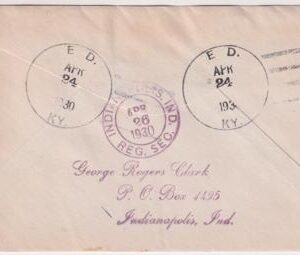 E. D.
APR
24
1930
KY.
INDIANAPOLIS, IND.
APR
26
1930
REG. SEC.
E. D.
APR
24
193
KY.
George Rogers Clark
P. O. Box 4495
Indianapolis, Ind.